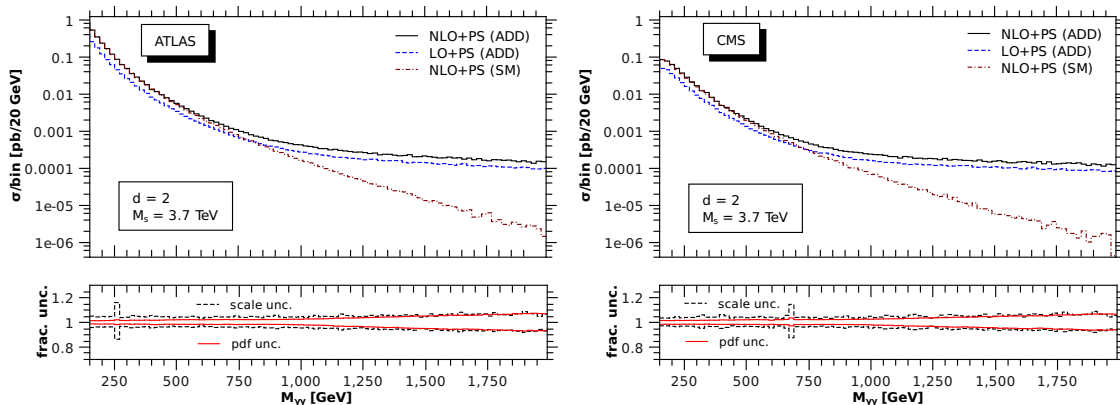 1
0.1
0.01
0.001
0.0001
1e-05
1e-06
σ/bin [pb/20 GeV]
ATLAS
NLO+PS (ADD)
LO+PS (ADD)
NLO+PS (SM)
d = 2
Mₛ = 3.7 TeV
1.2
1
0.8
frac. unc.
scale unc.
pdf unc.
250 500 750 1,000 1,250 1,500 1,750
Mγγ [GeV]
1
0.1
0.01
0.001
0.0001
1e-05
1e-06
σ/bin [pb/20 GeV]
CMS
NLO+PS (ADD)
LO+PS (ADD)
NLO+PS (SM)
d = 2
Mₛ = 3.7 TeV
1.2
1
0.8
frac. unc.
scale unc.
pdf unc.
250 500 750 1,000 1,250 1,500 1,750
Mγγ [GeV]